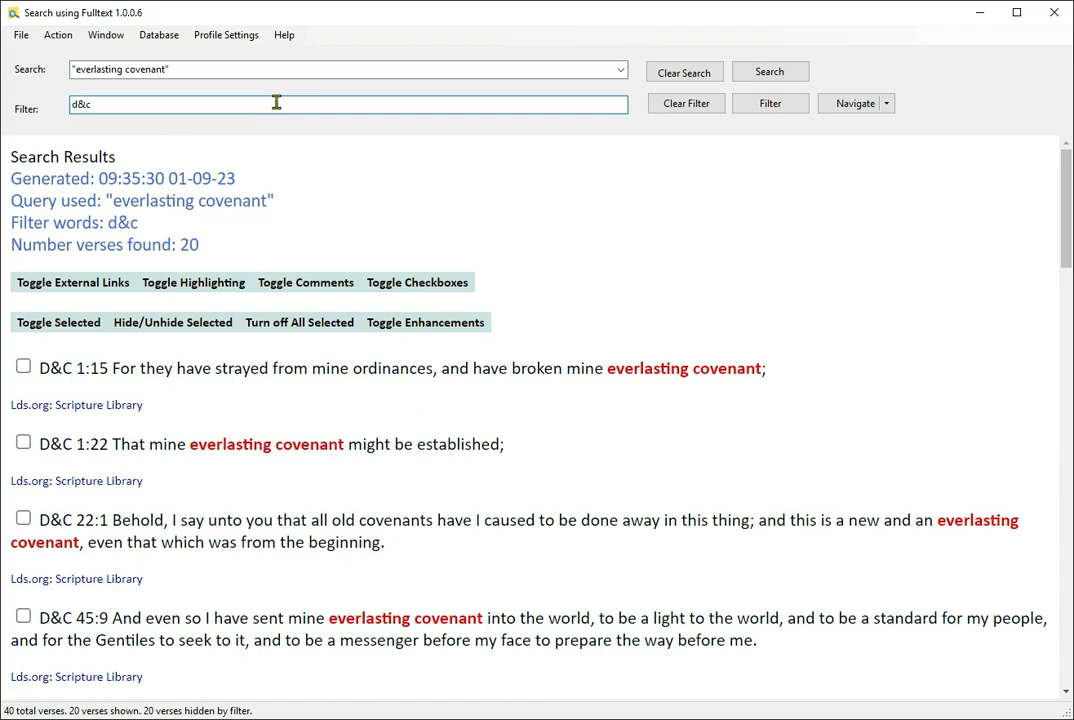 Search using Fulltext 1.0.0.6
File Action Window Database Profile Settings Help
Search: "everlasting covenant" Clear Search Search
Filter: d&c Clear Filter Filter Navigate
Search Results
Generated: 09:35:30 01-09-23
Query used: "everlasting covenant"
Filter words: d&c
Number verses found: 20
Toggle External Links Toggle Highlighting Toggle Comments Toggle Checkboxes
Toggle Selected Hide/Unhide Selected Turn off All Selected Toggle Enhancements
D&C 1:15 For they have strayed from mine ordinances, and have broken mine everlasting covenant;
Lds.org: Scripture Library
D&C 1:22 That mine everlasting covenant might be established;
Lds.org: Scripture Library
D&C 22:1 Behold, I say unto you that all old covenants have I caused to be done away in this thing; and this is a new and an everlasting
covenant, even that which was from the beginning.
Lds.org: Scripture Library
D&C 45:9 And even so I have sent mine everlasting covenant into the world, to be a light to the world, and to be a standard for my people,
and for the Gentiles to seek to it, and to be a messenger before my face to prepare the way before me.
Lds.org: Scripture Library
40 total verses. 20 verses shown. 20 verses hidden by filter.